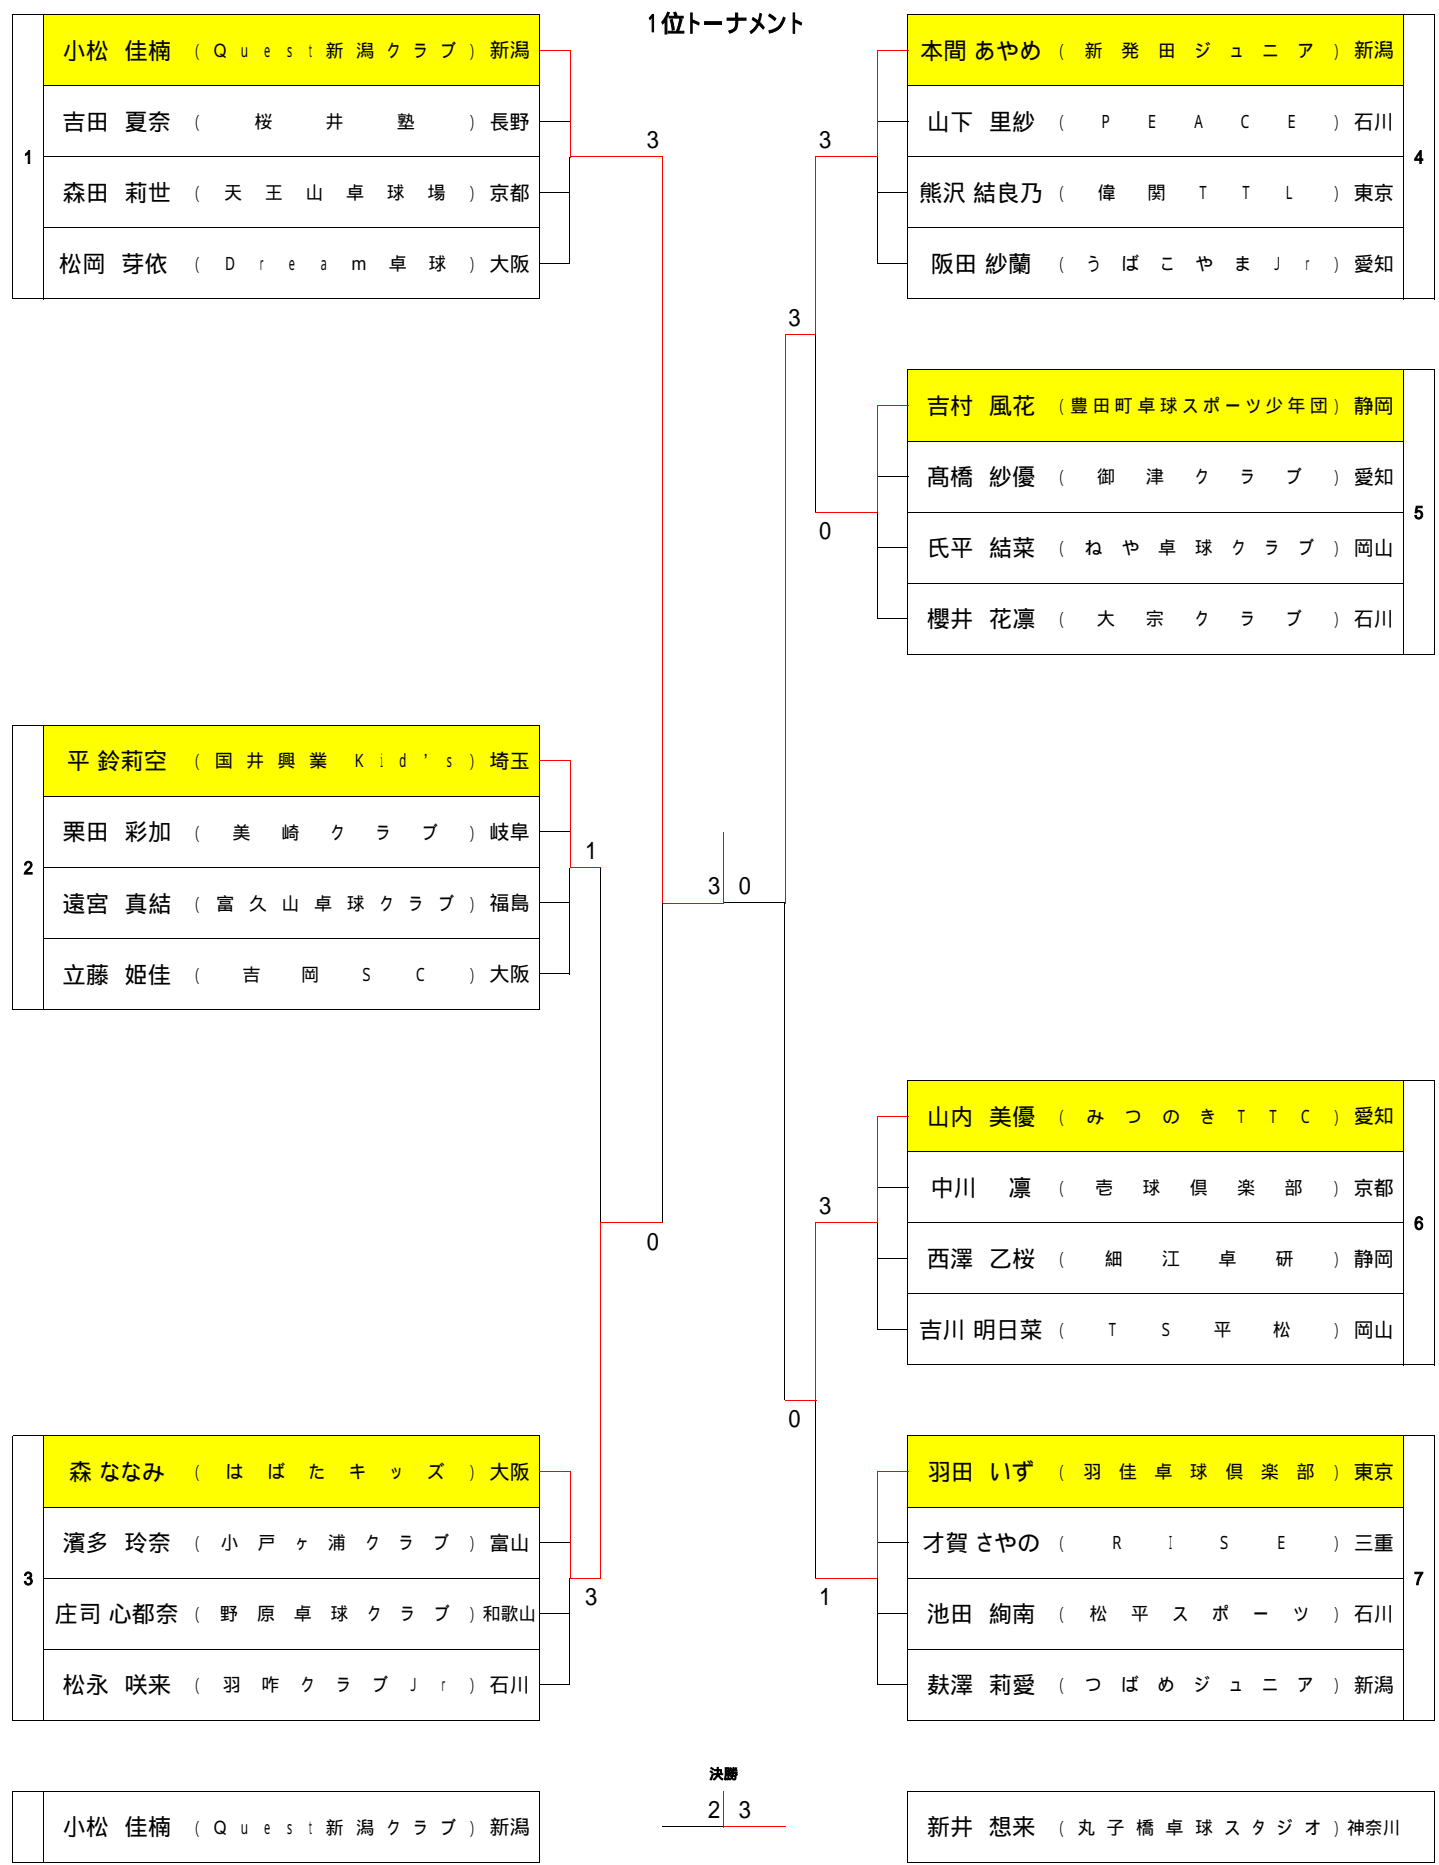 1位トーナメント
1
小松 佳楠 (Quest新潟クラブ) 新潟
吉田 夏奈 (桜井塾) 長野
森田 莉世 (天王山卓球場) 京都
松岡 芽依 (Dream卓球) 大阪
3
2
平 鈴莉空 (国井興業 Kid's) 埼玉
栗田 彩加 (美崎クラブ) 岐阜
遠宮 真結 (富久山卓球クラブ) 福島
立藤 姫佳 (吉岡SC) 大阪
1
3 0
0
3
森 ななみ (はばたキッズ) 大阪
濱多 玲奈 (小戸ヶ浦クラブ) 富山
庄司 心都奈 (野原卓球クラブ) 和歌山
松永 咲来 (羽咋クラブJr) 石川
3
4
本間 あやめ (新発田ジュニア) 新潟
山下 里紗 (PEACE) 石川
熊沢 結良乃 (偉関TTL) 東京
阪田 紗蘭 (うばこやまJr) 愛知
3
3
5
吉村 風花 (豊田町卓球スポーツ少年団) 静岡
髙橋 紗優 (御津クラブ) 愛知
氏平 結菜 (ねや卓球クラブ) 岡山
櫻井 花凛 (大宗クラブ) 石川
0
6
山内 美優 (みつのきTTC) 愛知
中川 凛 (壱球倶楽部) 京都
西澤 乙桜 (細江卓研) 静岡
吉川 明日菜 (TS平松) 岡山
3
0
7
羽田 いず (羽佳卓球倶楽部) 東京
才賀 さやの (RISE) 三重
池田 絢南 (松平スポーツ) 石川
麸澤 莉愛 (つばめジュニア) 新潟
1
決勝
小松 佳楠 (Quest新潟クラブ) 新潟
2 3
新井 想来 (丸子橋卓球スタジオ) 神奈川